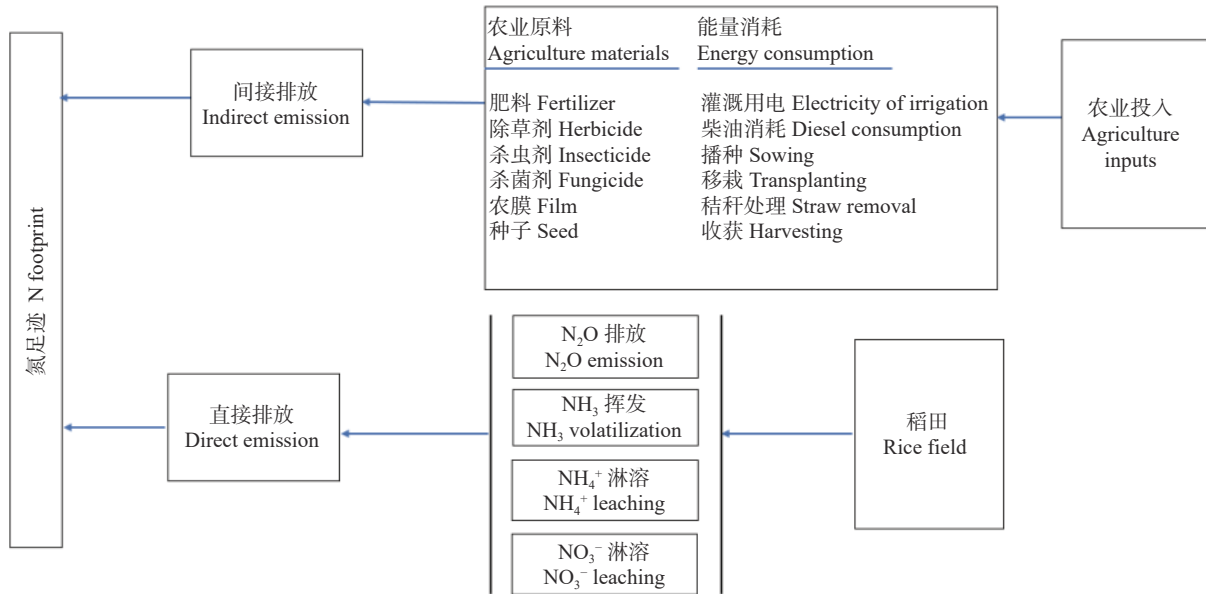 氮足迹 N footprint
间接排放
Indirect emission
农业原料
Agriculture materials
肥料 Fertilizer
除草剂 Herbicide
杀虫剂 Insecticide
杀菌剂 Fungicide
农膜 Film
种子 Seed
能量消耗
Energy consumption
灌溉用电 Electricity of irrigation
柴油消耗 Diesel consumption
播种 Sowing
移栽 Transplanting
秸秆处理 Straw removal
收获 Harvesting
农业投入
Agriculture
inputs
直接排放
Direct emission
N₂O 排放
N₂O emission
NH₃ 挥发
NH₃ volatilization
NH₄⁺ 淋溶
NH₄⁺ leaching
NO₃⁻ 淋溶
NO₃⁻ leaching
稻田
Rice field